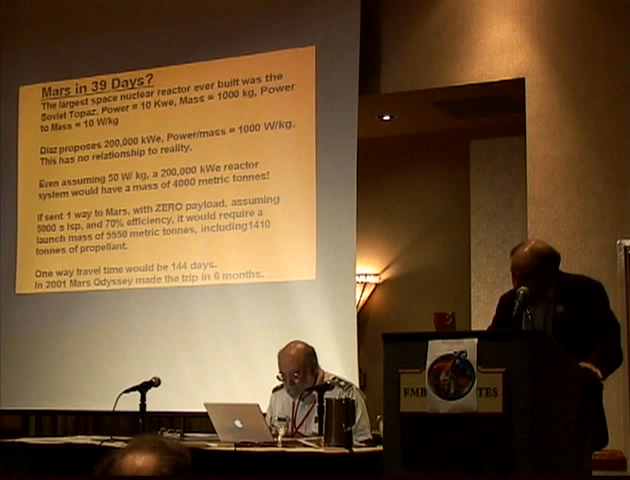 Mars in 39 Days?
The largest space nuclear reactor ever built was the
Soviet Topaz. Power = 10 Kwe, Mass = 1000 kg, Power
to Mass = 10 W/kg
Diaz proposes 200,000 kWe, Power/mass = 1000 W/kg.
This has no relationship to reality.
Even assuming 50 W/ kg, a 200,000 kWe reactor
system would have a mass of 4000 metric tonnes!
If sent 1 way to Mars, with ZERO payload, assuming
5000 s Isp, and 70% efficiency, it would require a
launch mass of 5550 metric tonnes, including1410
tonnes of propellant.
One way travel time would be 144 days.
In 2001 Mars Odyssey made the trip in 6 months.
EMB TES